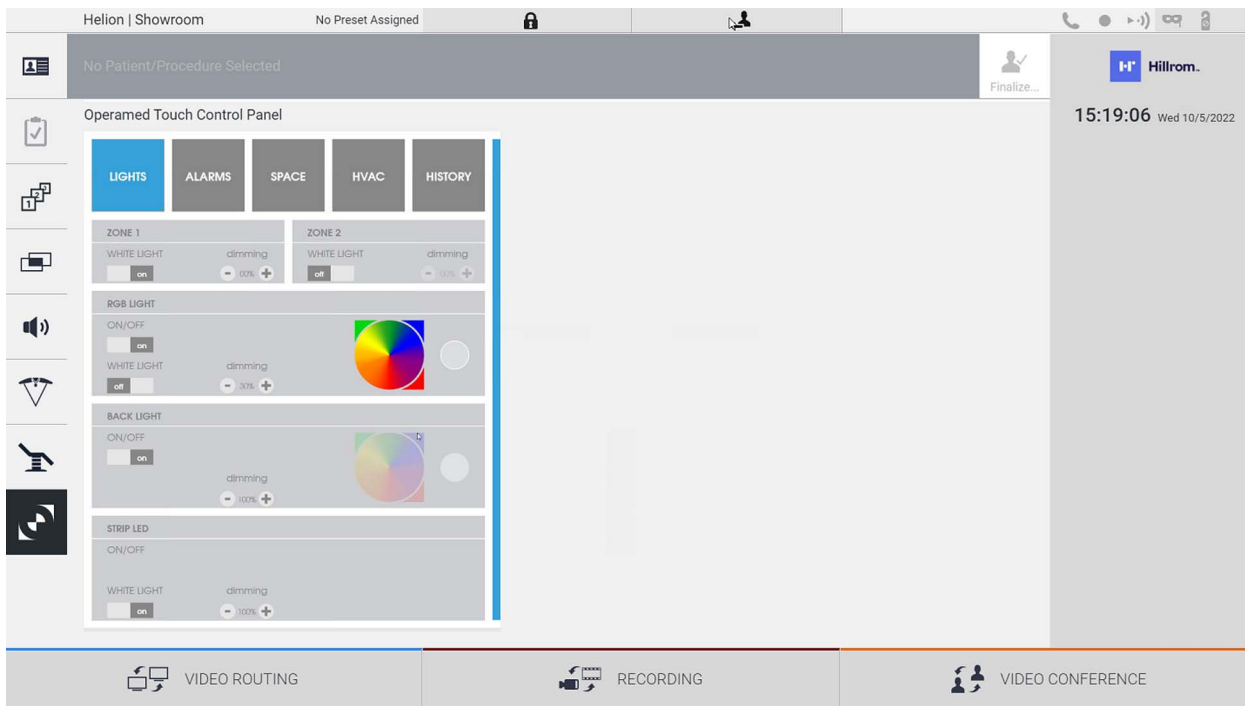 Helion | Showroom
No Preset Assigned
No Patient/Procedure Selected
Finalize...
Hillrom.
15:19:06 Wed 10/5/2022
Operamed Touch Control Panel
LIGHTS ALARMS SPACE HVAC HISTORY
ZONE 1
WHITE LIGHT dimming
on
ZONE 2
WHITE LIGHT dimming
off
RGB LIGHT
ON/OFF
on
WHITE LIGHT dimming
off - 30% +
BACK LIGHT
ON/OFF
on
dimming
- 100% +
STRIP LED
ON/OFF
WHITE LIGHT dimming
on - 100% +
VIDEO ROUTING
RECORDING
VIDEO CONFERENCE